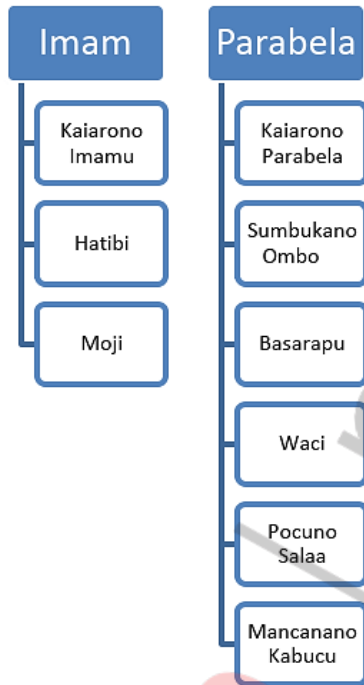 Imam
Kaiarono
Imamu
Hatibi
Moji
Parabela
Kaiarono
Parabela
Sumbukano
Ombo
Basarapu
Waci
Pocuno
Salaa
Mancanano
Kabucu